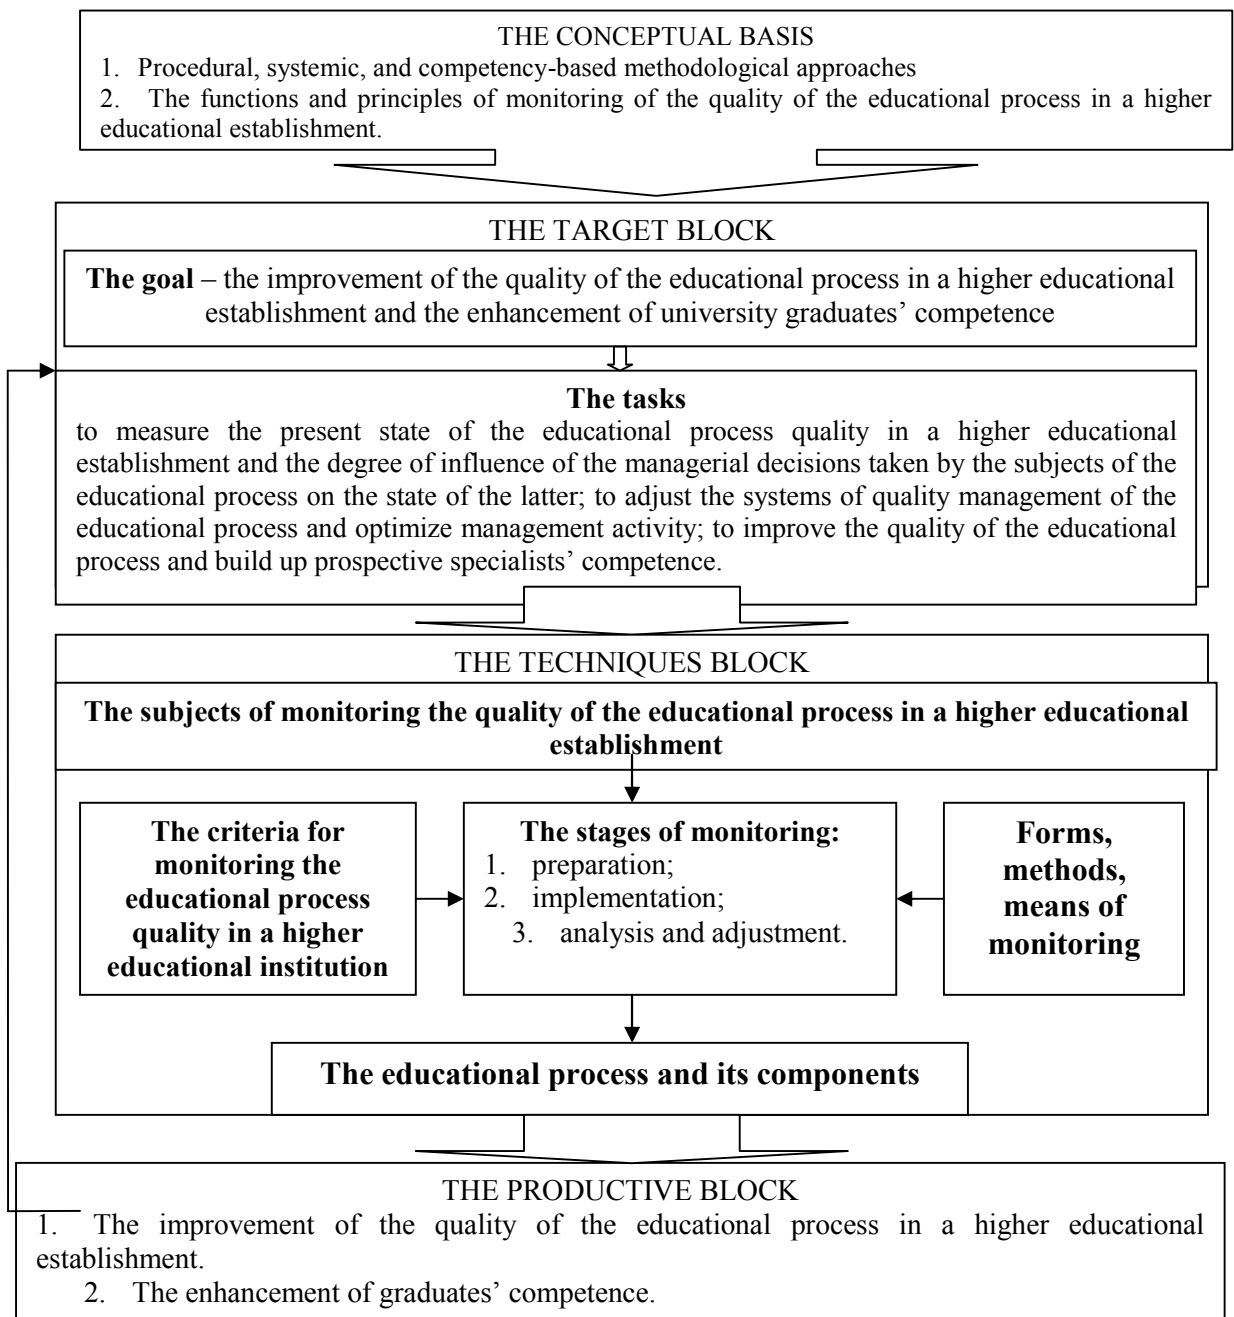 THE CONCEPTUAL BASIS
1. Procedural, systemic, and competency-based methodological approaches
2. The functions and principles of monitoring of the quality of the educational process in a higher
educational establishment.
THE TARGET BLOCK
The goal – the improvement of the quality of the educational process in a higher educational
establishment and the enhancement of university graduates’ competence
The tasks
to measure the present state of the educational process quality in a higher educational
establishment and the degree of influence of the managerial decisions taken by the subjects of the
educational process on the state of the latter; to adjust the systems of quality management of the
educational process and optimize management activity; to improve the quality of the educational
process and build up prospective specialists’ competence.
THE TECHNIQUES BLOCK
The subjects of monitoring the quality of the educational process in a higher educational
establishment
The criteria for
monitoring the
educational process
quality in a higher
educational institution
The stages of monitoring:
1. preparation;
2. implementation;
3. analysis and adjustment.
Forms,
methods,
means of
monitoring
The educational process and its components
THE PRODUCTIVE BLOCK
1. The improvement of the quality of the educational process in a higher educational
establishment.
2. The enhancement of graduates’ competence.